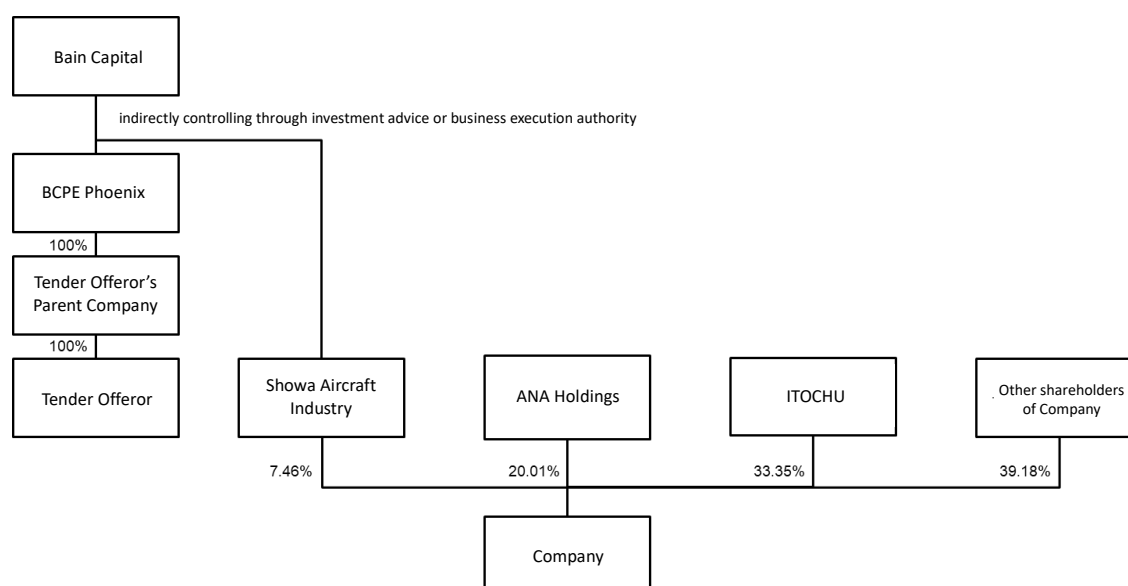 Bain Capital
indirectly controlling through investment advice or business execution authority
BCPE Phoenix
100%
Tender Offeror’s
Parent Company
100%
Tender Offeror
Showa Aircraft
Industry
ANA Holdings
ITOCHU
. Other shareholders
of Company
7.46%
20.01%
33.35%
39.18%
Company